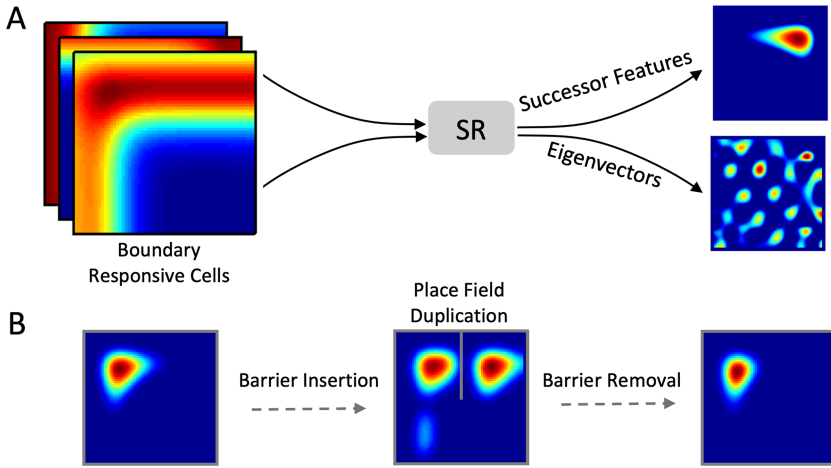 A
Boundary
Responsive Cells
SR
Successor Features
Eigenvectors
B
Barrier Insertion
Place Field
Duplication
Barrier Removal